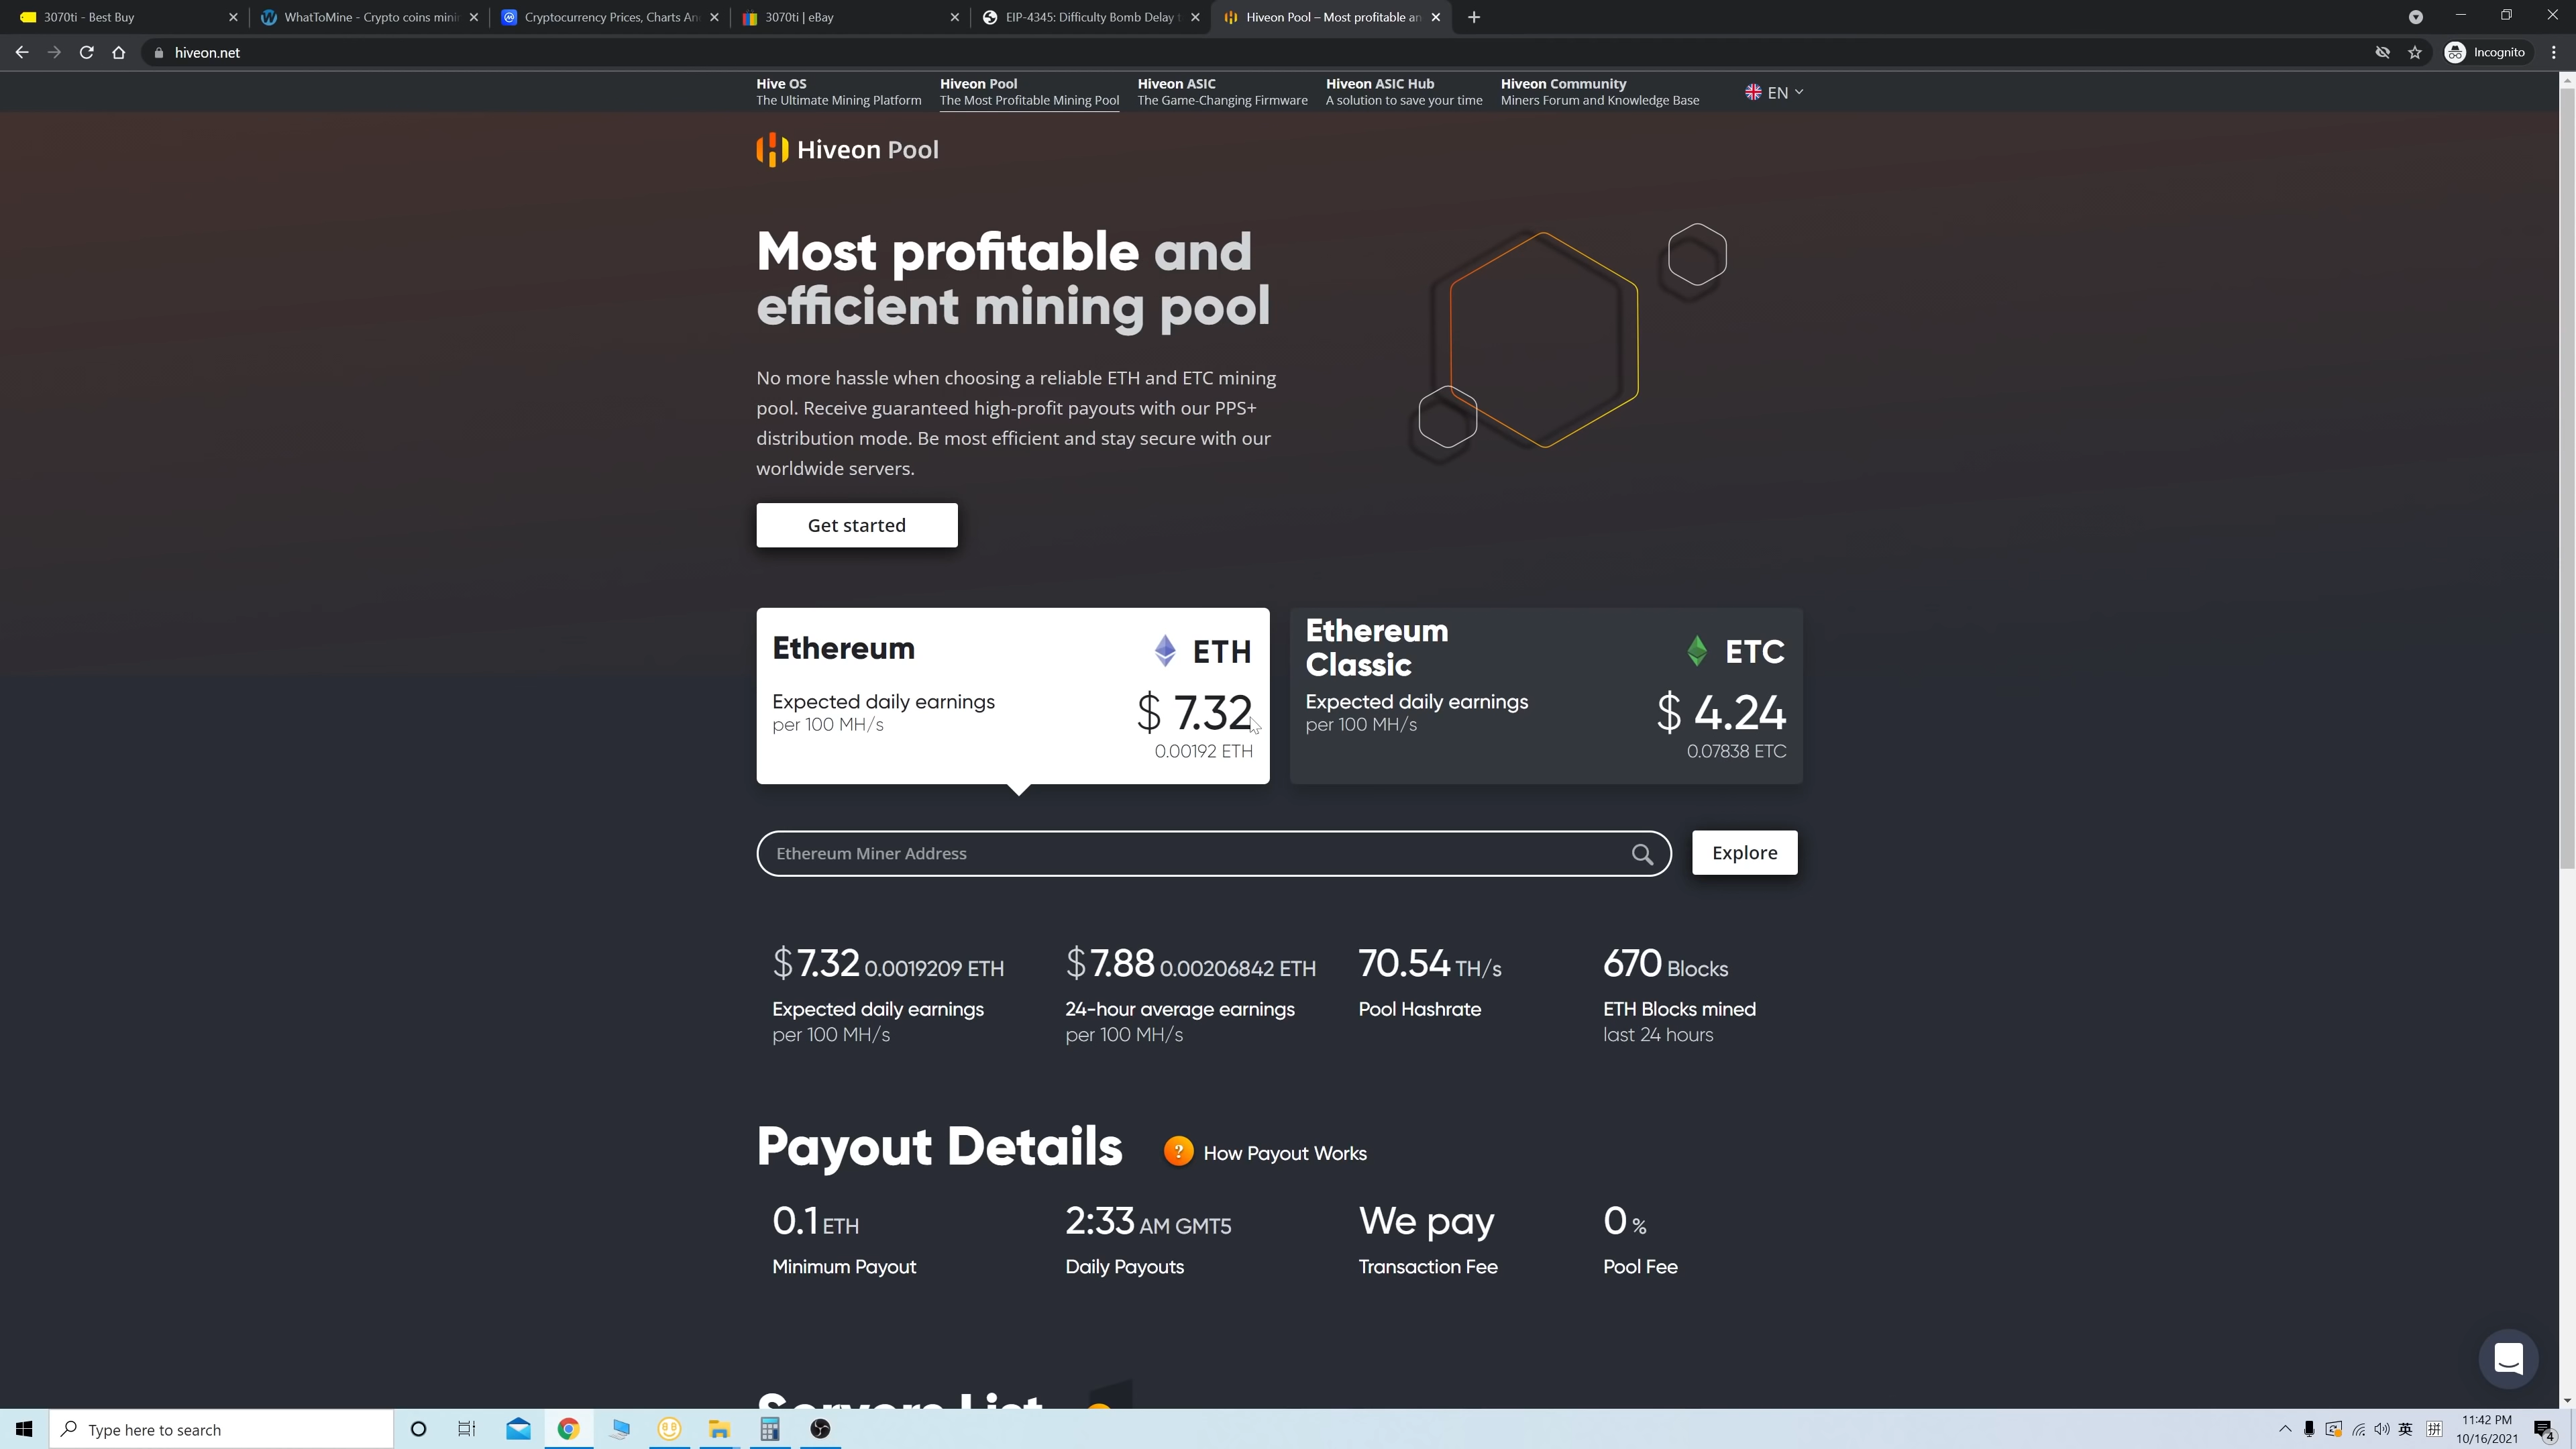 3070ti - Best Buy
WhatToMine - Crypto coins mini
Cryptocurrency Prices, Charts An
3070ti | eBay
EIP-4345: Difficulty Bomb Delay t
Hiveon Pool – Most profitable an
hiveon.net
Incognito
Hive OS
The Ultimate Mining Platform
Hiveon Pool
The Most Profitable Mining Pool
Hiveon ASIC
The Game-Changing Firmware
Hiveon ASIC Hub
A solution to save your time
Hiveon Community
Miners Forum and Knowledge Base
EN
Hiveon Pool
Most profitable and
efficient mining pool
No more hassle when choosing a reliable ETH and ETC mining
pool. Receive guaranteed high-profit payouts with our PPS+
distribution mode. Be most efficient and stay secure with our
worldwide servers.
Get started
Ethereum
ETH
Expected daily earnings
per 100 MH/s
$ 7.32
0.00192 ETH
Ethereum
Classic
ETC
Expected daily earnings
per 100 MH/s
$ 4.24
0.07838 ETC
Ethereum Miner Address
Explore
$ 7.32 0.0019209 ETH
Expected daily earnings
per 100 MH/s
$ 7.88 0.00206842 ETH
24-hour average earnings
per 100 MH/s
70.54 TH/s
Pool Hashrate
670 Blocks
ETH Blocks mined
last 24 hours
Payout Details
? How Payout Works
0.1 ETH
Minimum Payout
2:33 AM GMT5
Daily Payouts
We pay
Transaction Fee
0 %
Pool Fee
Servers List
Type here to search
英
拼
11:42 PM
10/16/2021
4